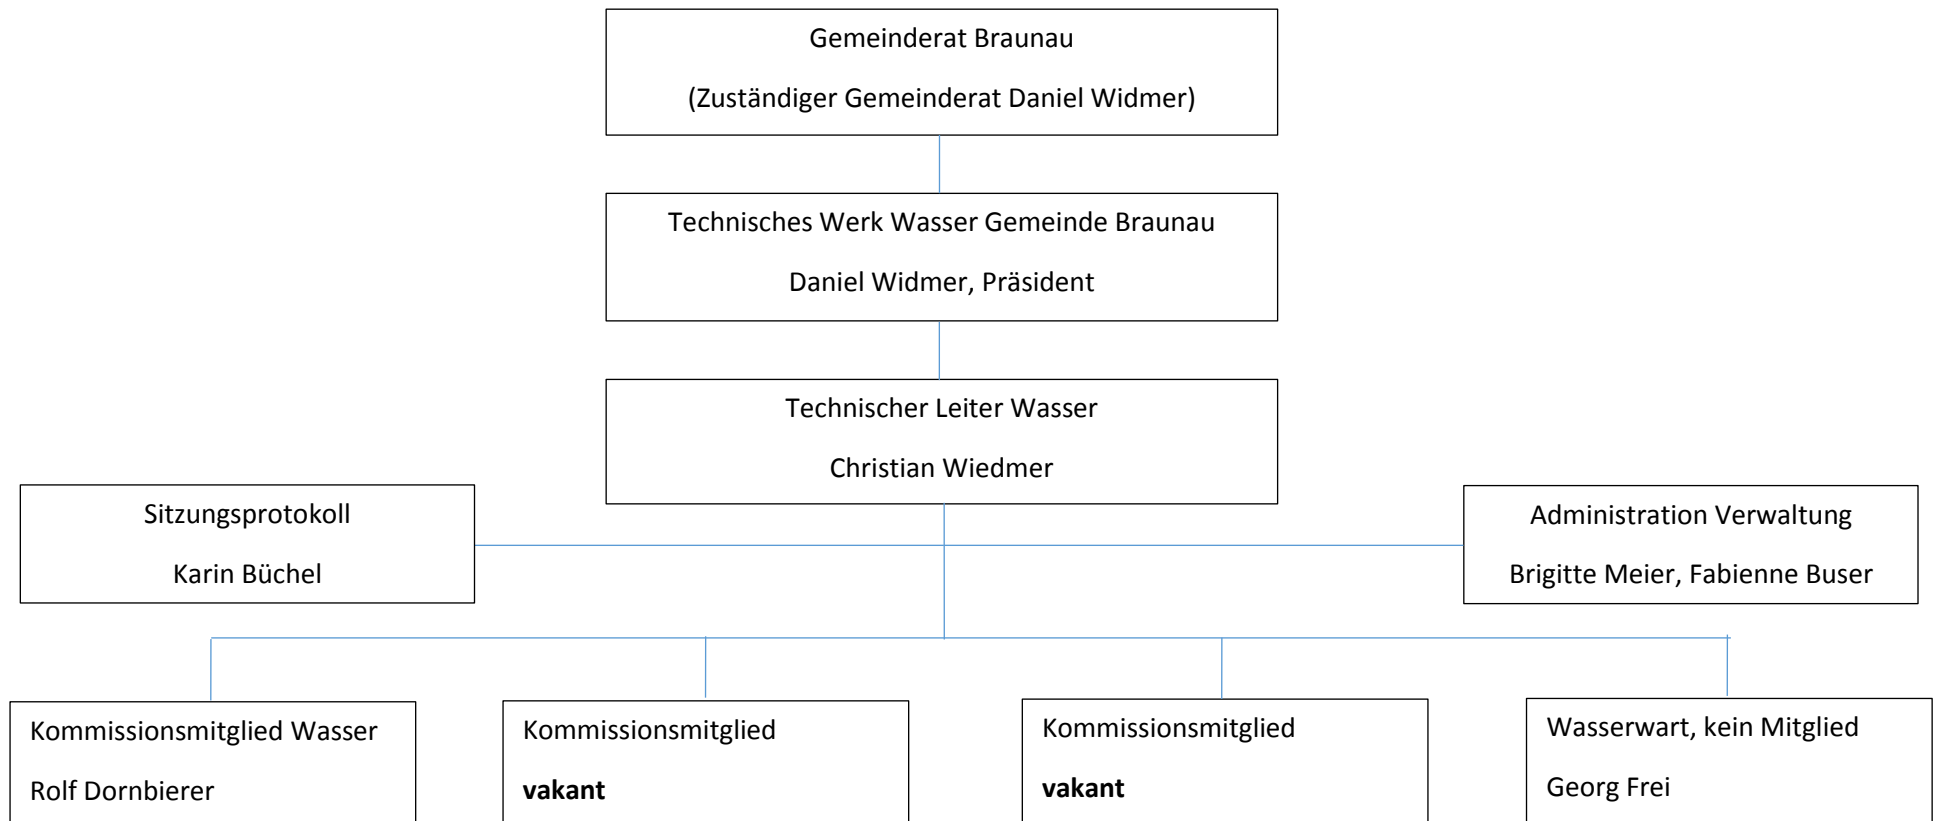 Gemeinderat Braunau
(Zuständiger Gemeinderat Daniel Widmer)
Technisches Werk Wasser Gemeinde Braunau
Daniel Widmer, Präsident
Technischer Leiter Wasser
Christian Wiedmer
Sitzungsprotokoll
Karin Büchel
Administration Verwaltung
Brigitte Meier, Fabienne Buser
Kommissionsmitglied Wasser
Rolf Dornbierer
Kommissionsmitglied
vakant
Kommissionsmitglied
vakant
Wasserwart, kein Mitglied
Georg Frei